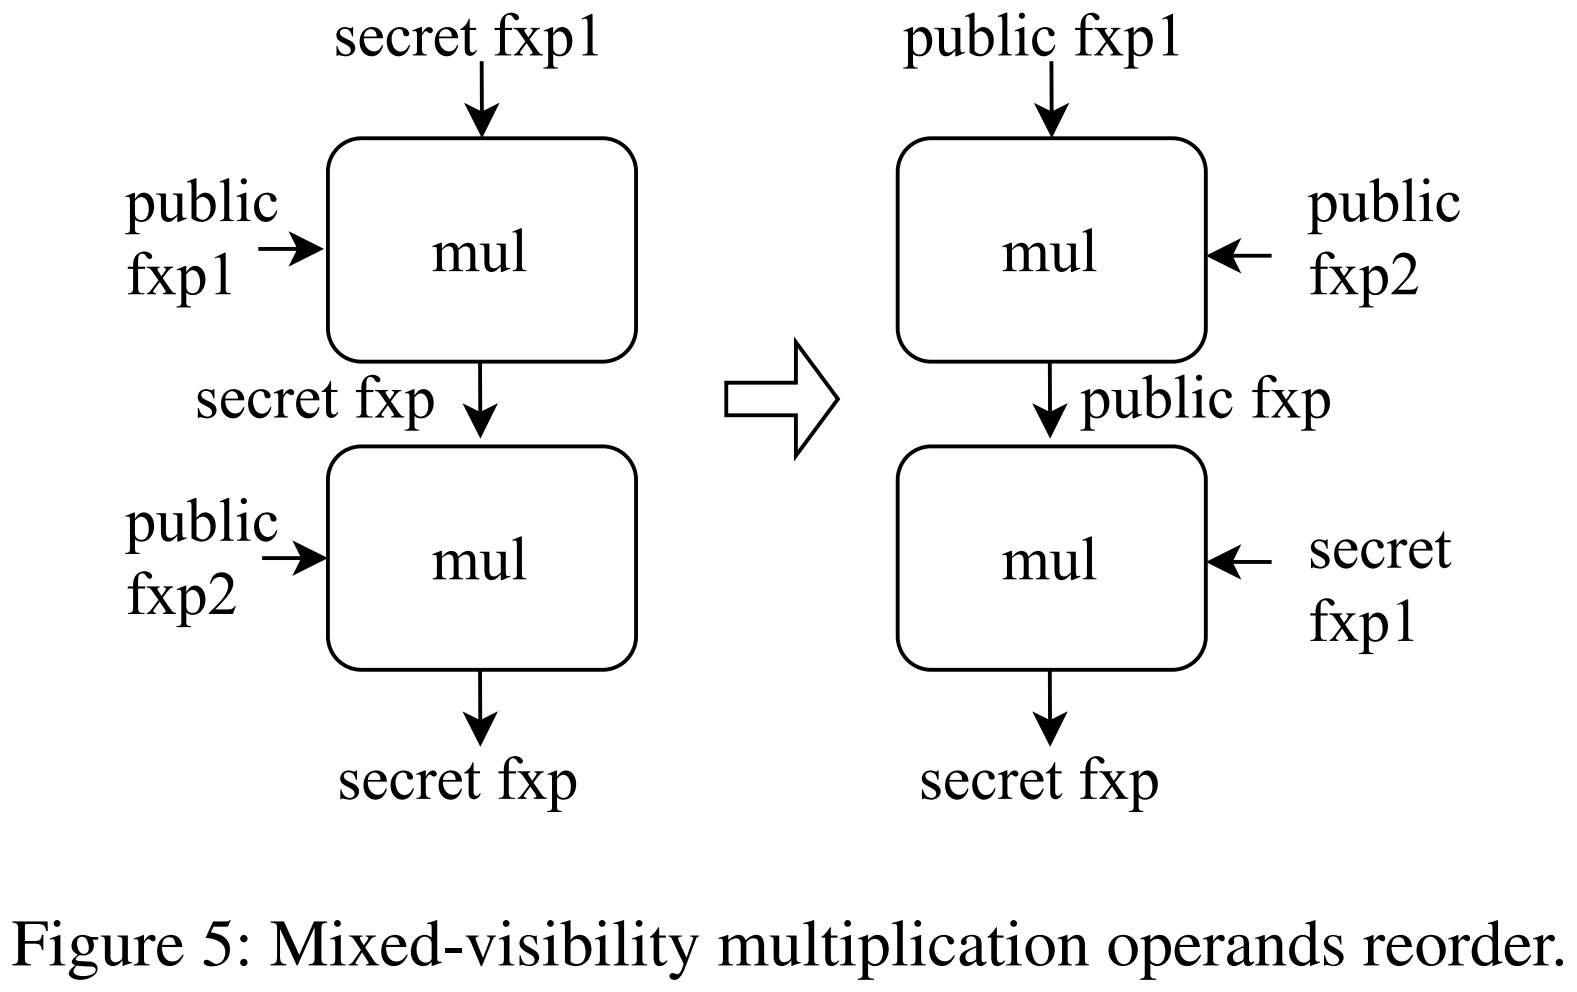 secret fxp1
public
fxp1
mul
secret fxp
public
fxp2
mul
secret fxp
public fxp1
mul
public
fxp2
public fxp
mul
secret
fxp1
secret fxp
Figure 5: Mixed-visibility multiplication operands reorder.